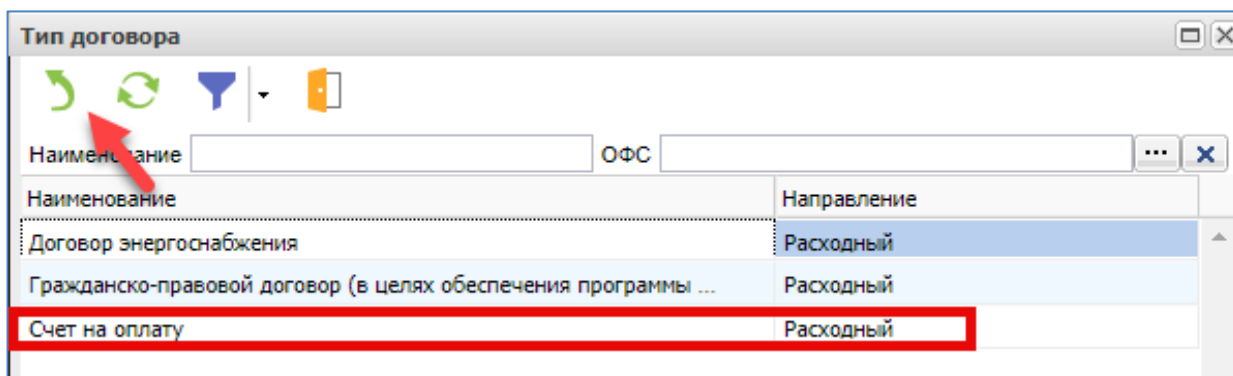 Тип договора
Наименование ОФС
Наименование Направление
Договор энергоснабжения Расходный
Гражданско-правовой договор (в целях обеспечения программы ... Расходный
Счет на оплату Расходный